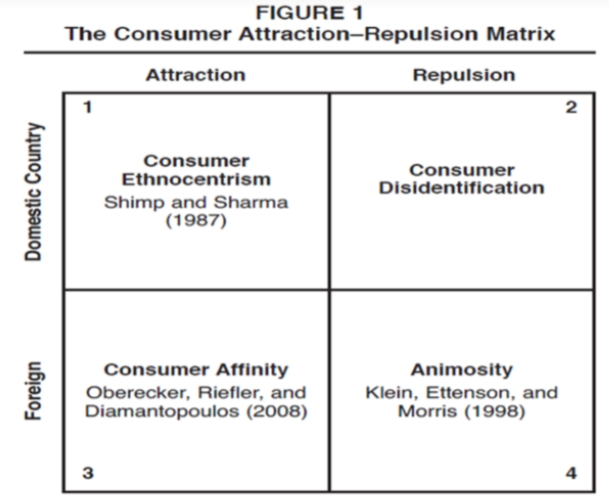 FIGURE 1
The Consumer Attraction–Repulsion Matrix
Attraction
Repulsion
Domestic Country
1
Consumer
Ethnocentrism
Shimp and Sharma
(1987)
2
Consumer
Disidentification
Foreign
Consumer Affinity
Oberecker, Riefler, and
Diamantopoulos (2008)
3
Animosity
Klein, Ettenson, and
Morris (1998)
4